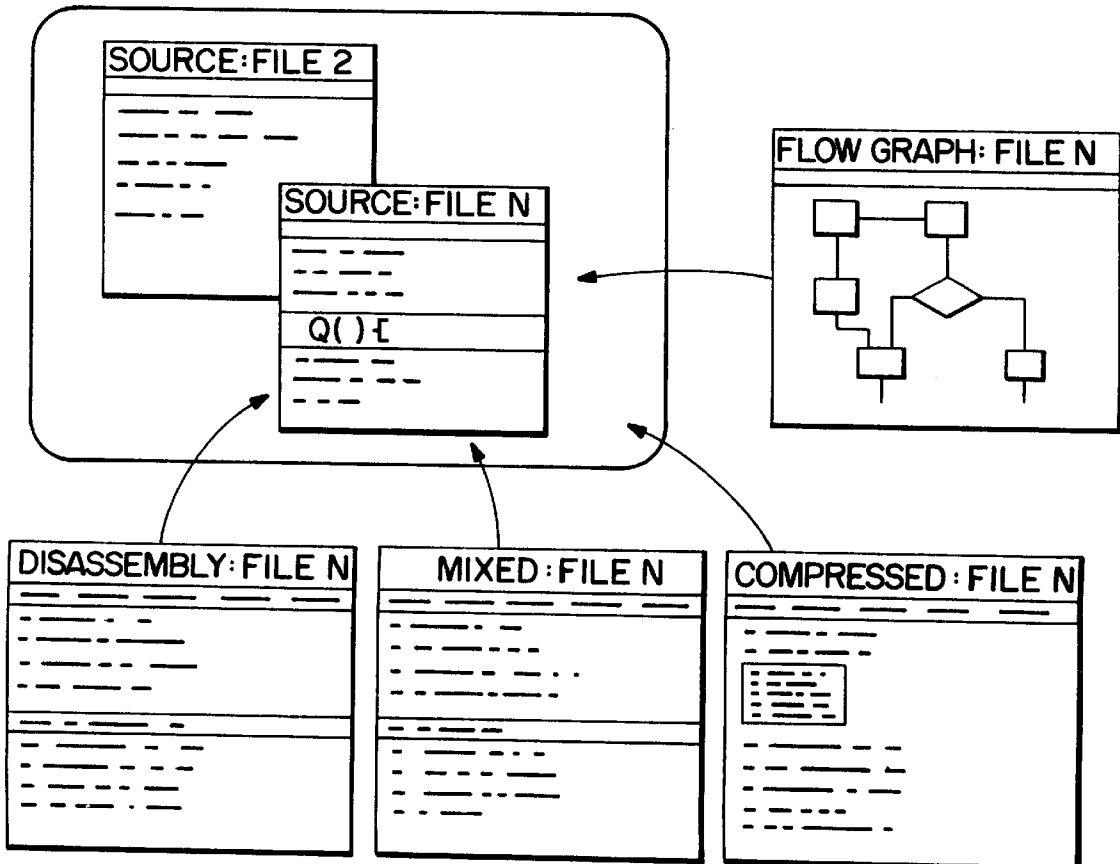 SOURCE:FILE 2
SOURCE:FILE N
Q( ) {
FLOW GRAPH: FILE N
DISASSEMBLY: FILE N
MIXED : FILE N
COMPRESSED : FILE N